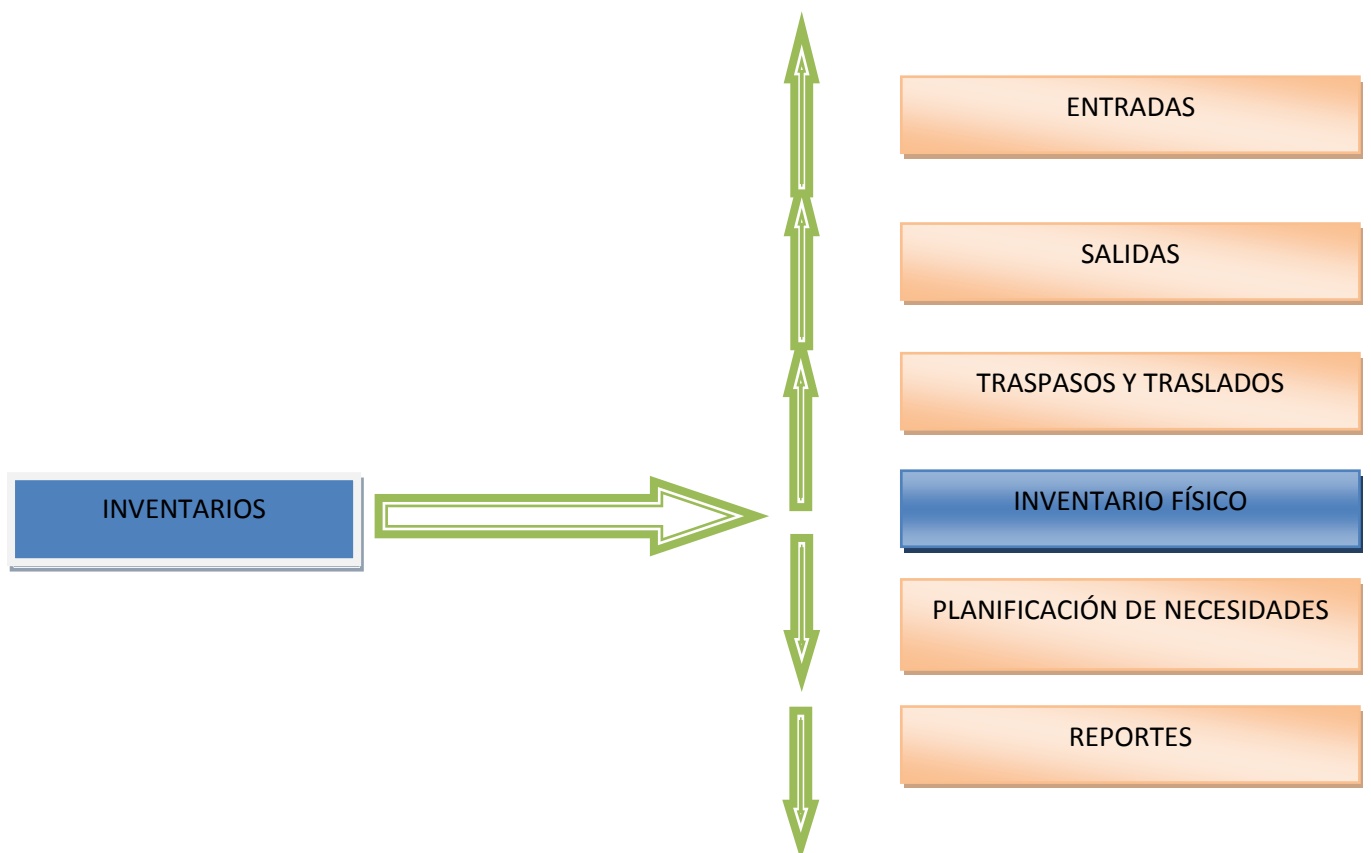 ENTRADAS
SALIDAS
TRASPASOS Y TRASLADOS
INVENTARIOS
INVENTARIO FÍSICO
PLANIFICACIÓN DE NECESIDADES
REPORTES